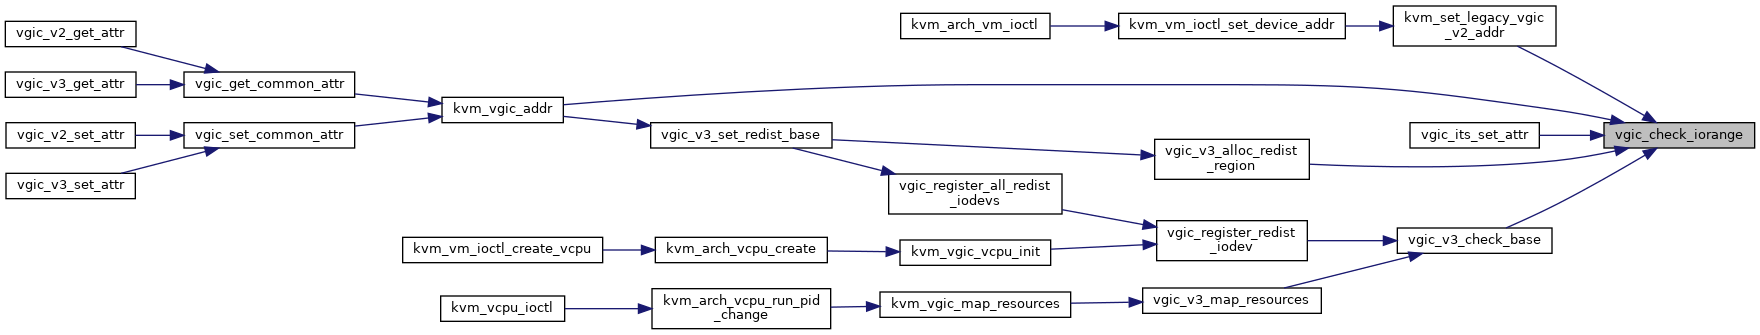 vgic_v2_get_attr
vgic_v3_get_attr
vgic_v2_set_attr
vgic_v3_set_attr
vgic_get_common_attr
vgic_set_common_attr
kvm_vgic_addr
kvm_vm_ioctl_create_vcpu
kvm_vcpu_ioctl
vgic_v3_set_redist_base
kvm_arch_vcpu_create
kvm_arch_vcpu_run_pid
_change
kvm_arch_vm_ioctl
vgic_register_all_redist
_iodevs
kvm_vgic_vcpu_init
kvm_vgic_map_resources
kvm_vm_ioctl_set_device_addr
vgic_v3_alloc_redist
_region
vgic_register_redist
_iodev
vgic_v3_map_resources
kvm_set_legacy_vgic
_v2_addr
vgic_its_set_attr
vgic_v3_check_base
vgic_check_iorange